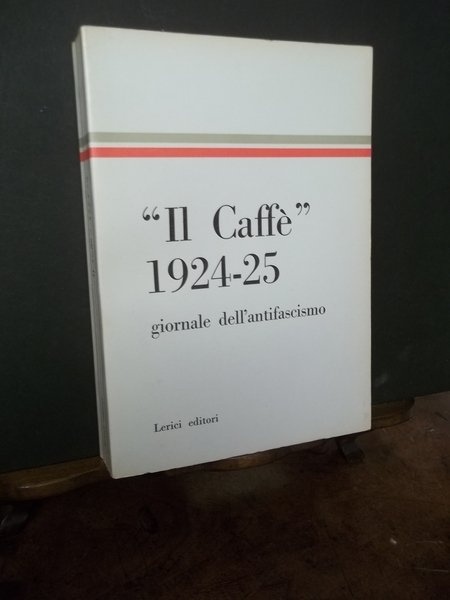 “Il Caffè”
1924-25
giornale dell'antifascismo
Lerici editori